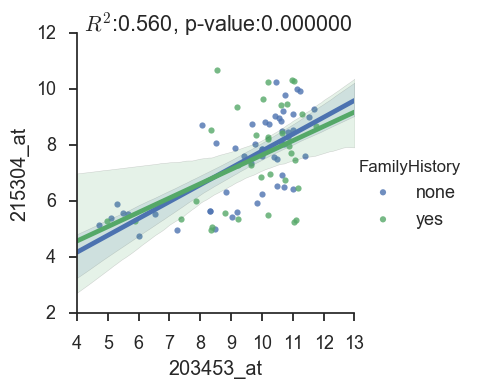 R²:0.560, p-value:0.000000
12
10
8
6
4
2
215304_at
4 5 6 7 8 9 10 11 12 13
203453_at
FamilyHistory
none
yes